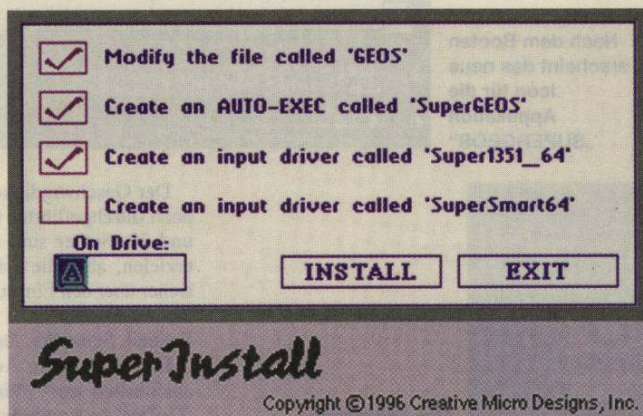 Modify the file called 'GEOS'
Create an AUTO-EXEC called 'SuperGEOS'
Create an input driver called 'Super1351_64'
Create an input driver called 'SuperSmart64'
On Drive:
A
INSTALL
EXIT
SuperInstall
Copyright ©1996 Creative Micro Designs, Inc.